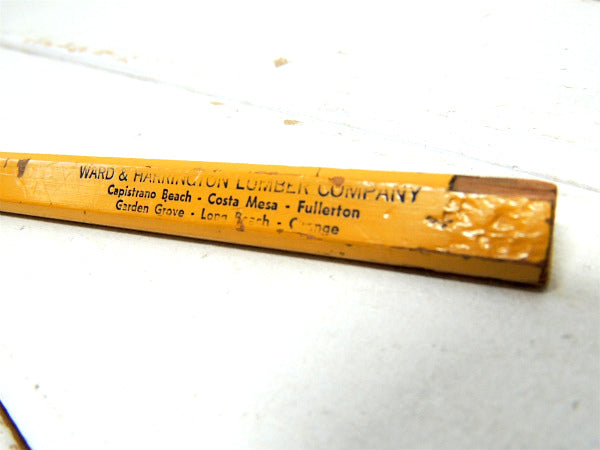 WARD & HARRINGTON LUMBER COMPANY
Capistrano Beach - Costa Mesa - Fullerton
Garden Grove - Long Beach - Orange